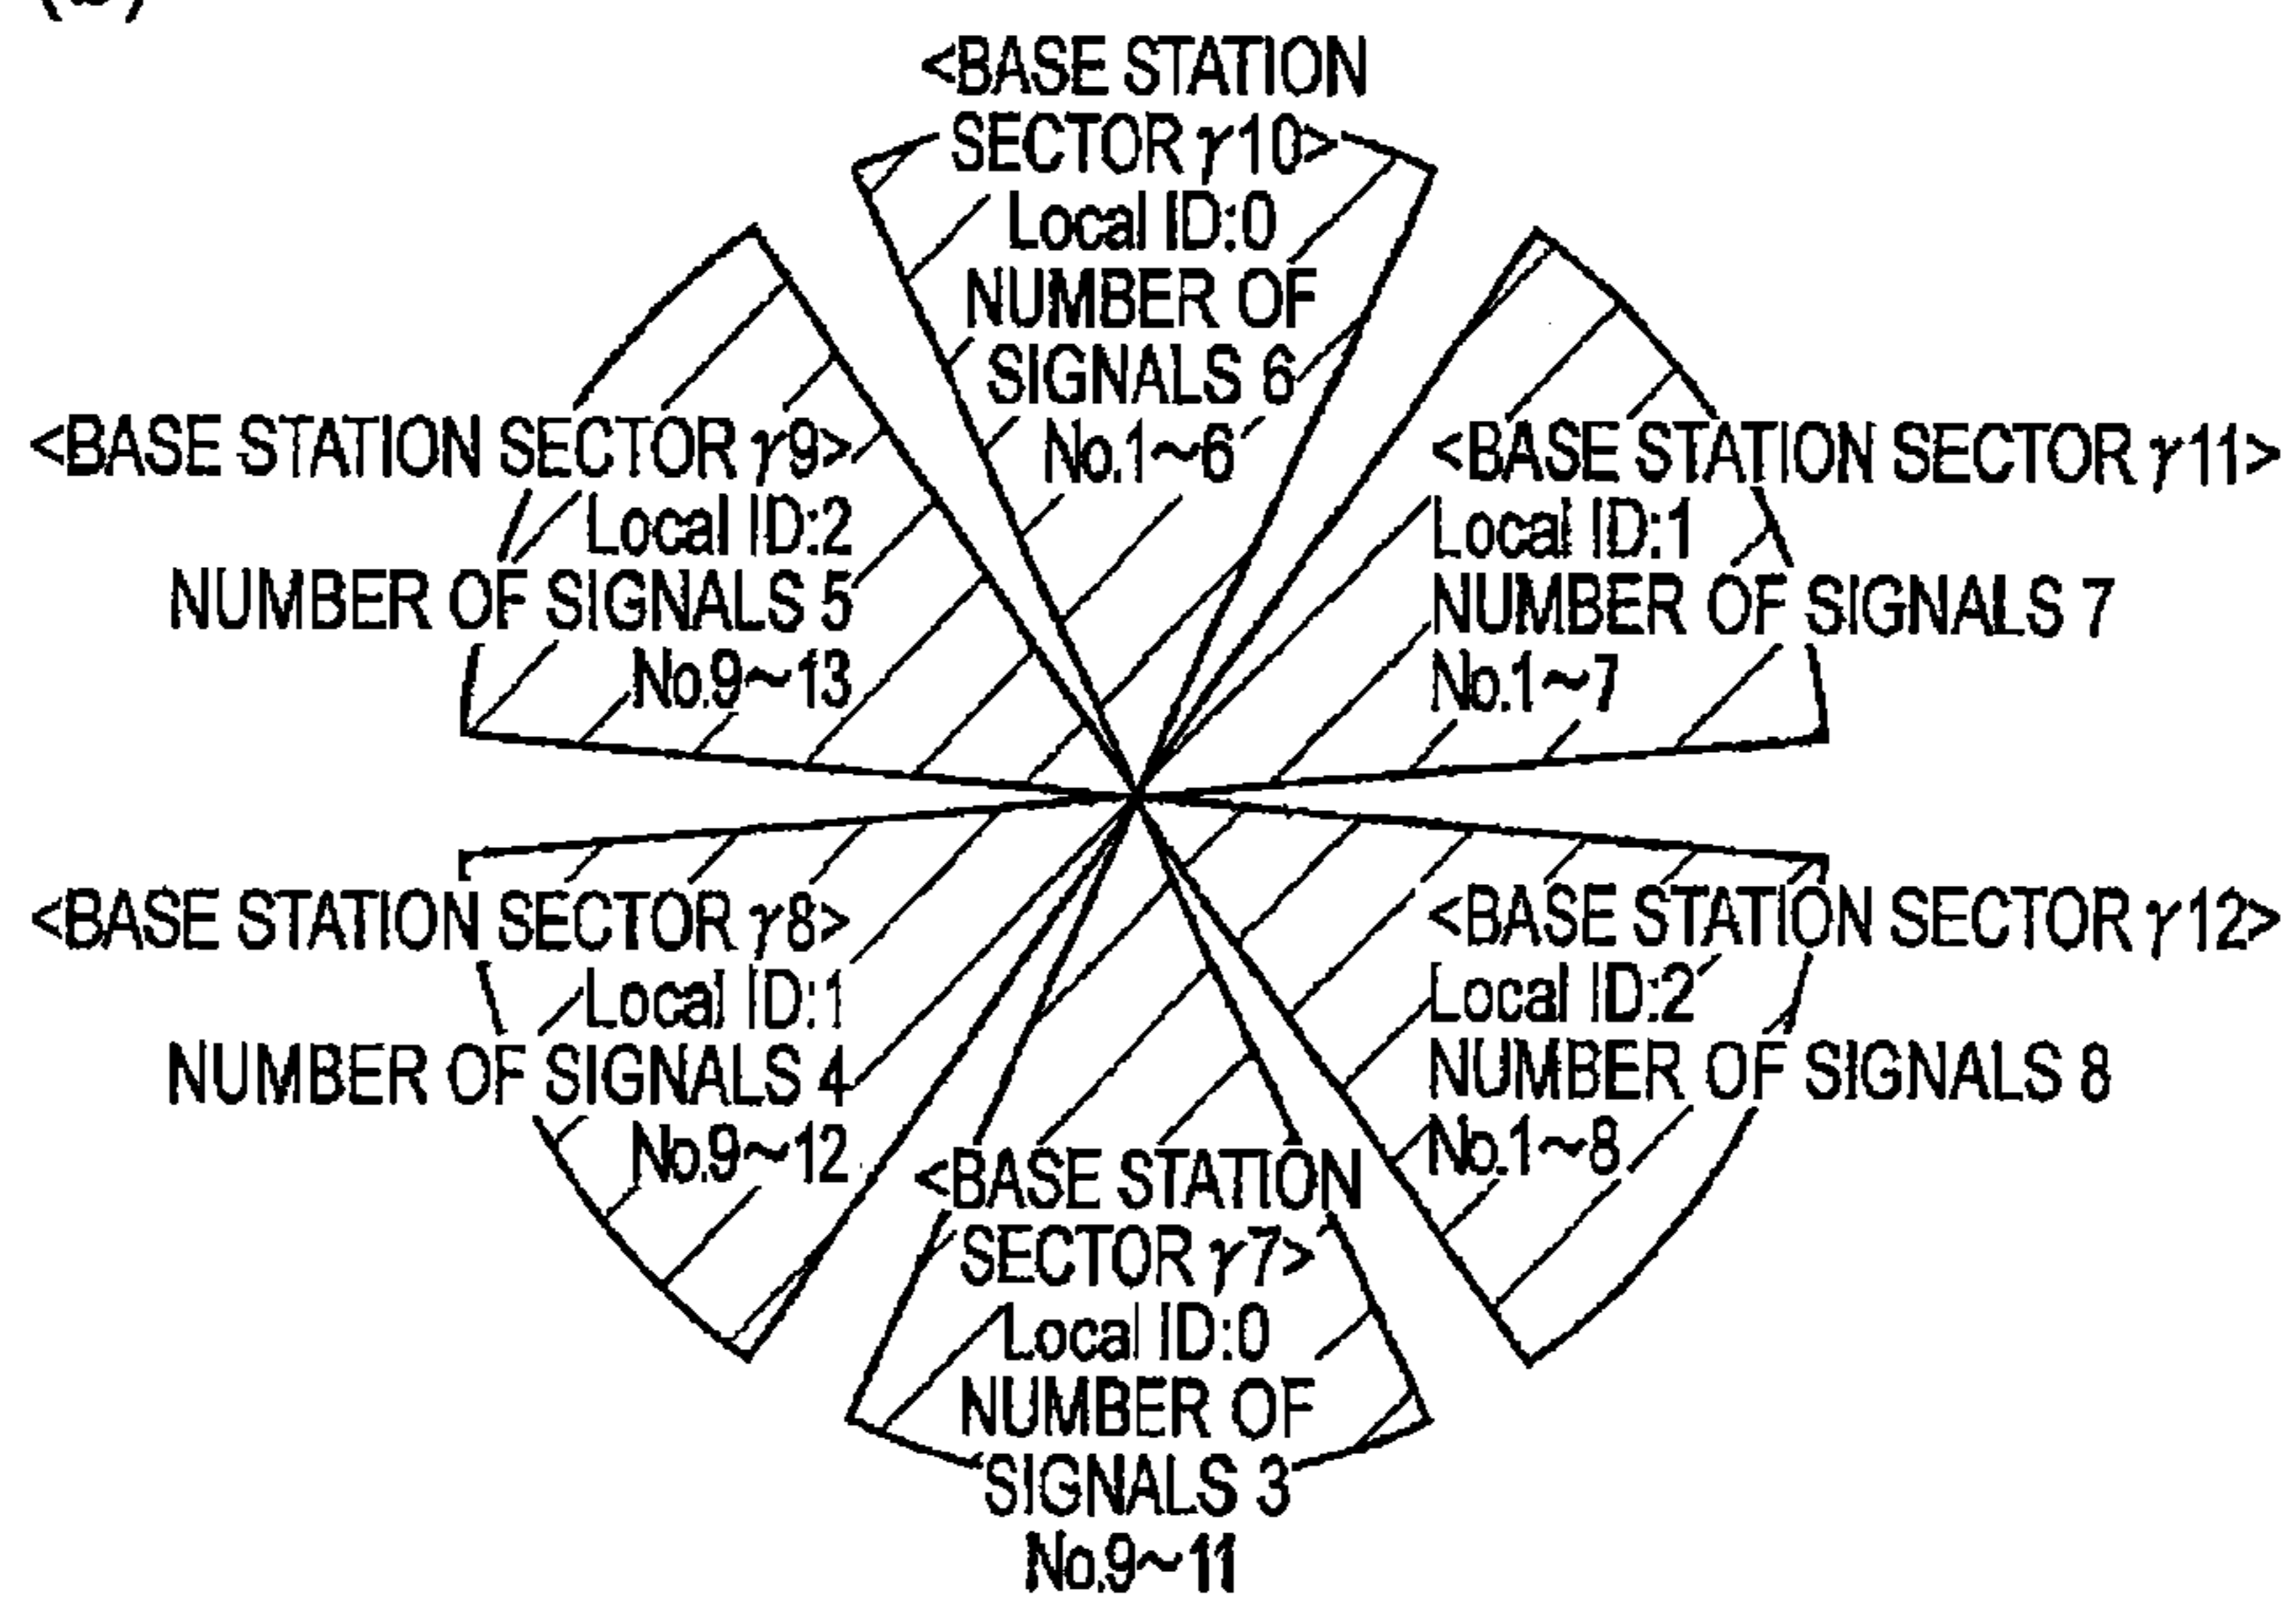 <BASE STATION
SECTOR γ10>
Local ID:0
NUMBER OF
SIGNALS 6
No.1~6
<BASE STATION SECTOR γ9>
Local ID:2
NUMBER OF SIGNALS 5
No.9~13
<BASE STATION SECTOR γ11>
Local ID:1
NUMBER OF SIGNALS 7
No.1~7
<BASE STATION SECTOR γ8>
Local ID:1
NUMBER OF SIGNALS 4
No.9~12
<BASE STATION SECTOR γ12>
Local ID:2
NUMBER OF SIGNALS 8
No.1~8
<BASE STATION
SECTOR γ7>
Local ID:0
NUMBER OF
SIGNALS 3
No.9~11